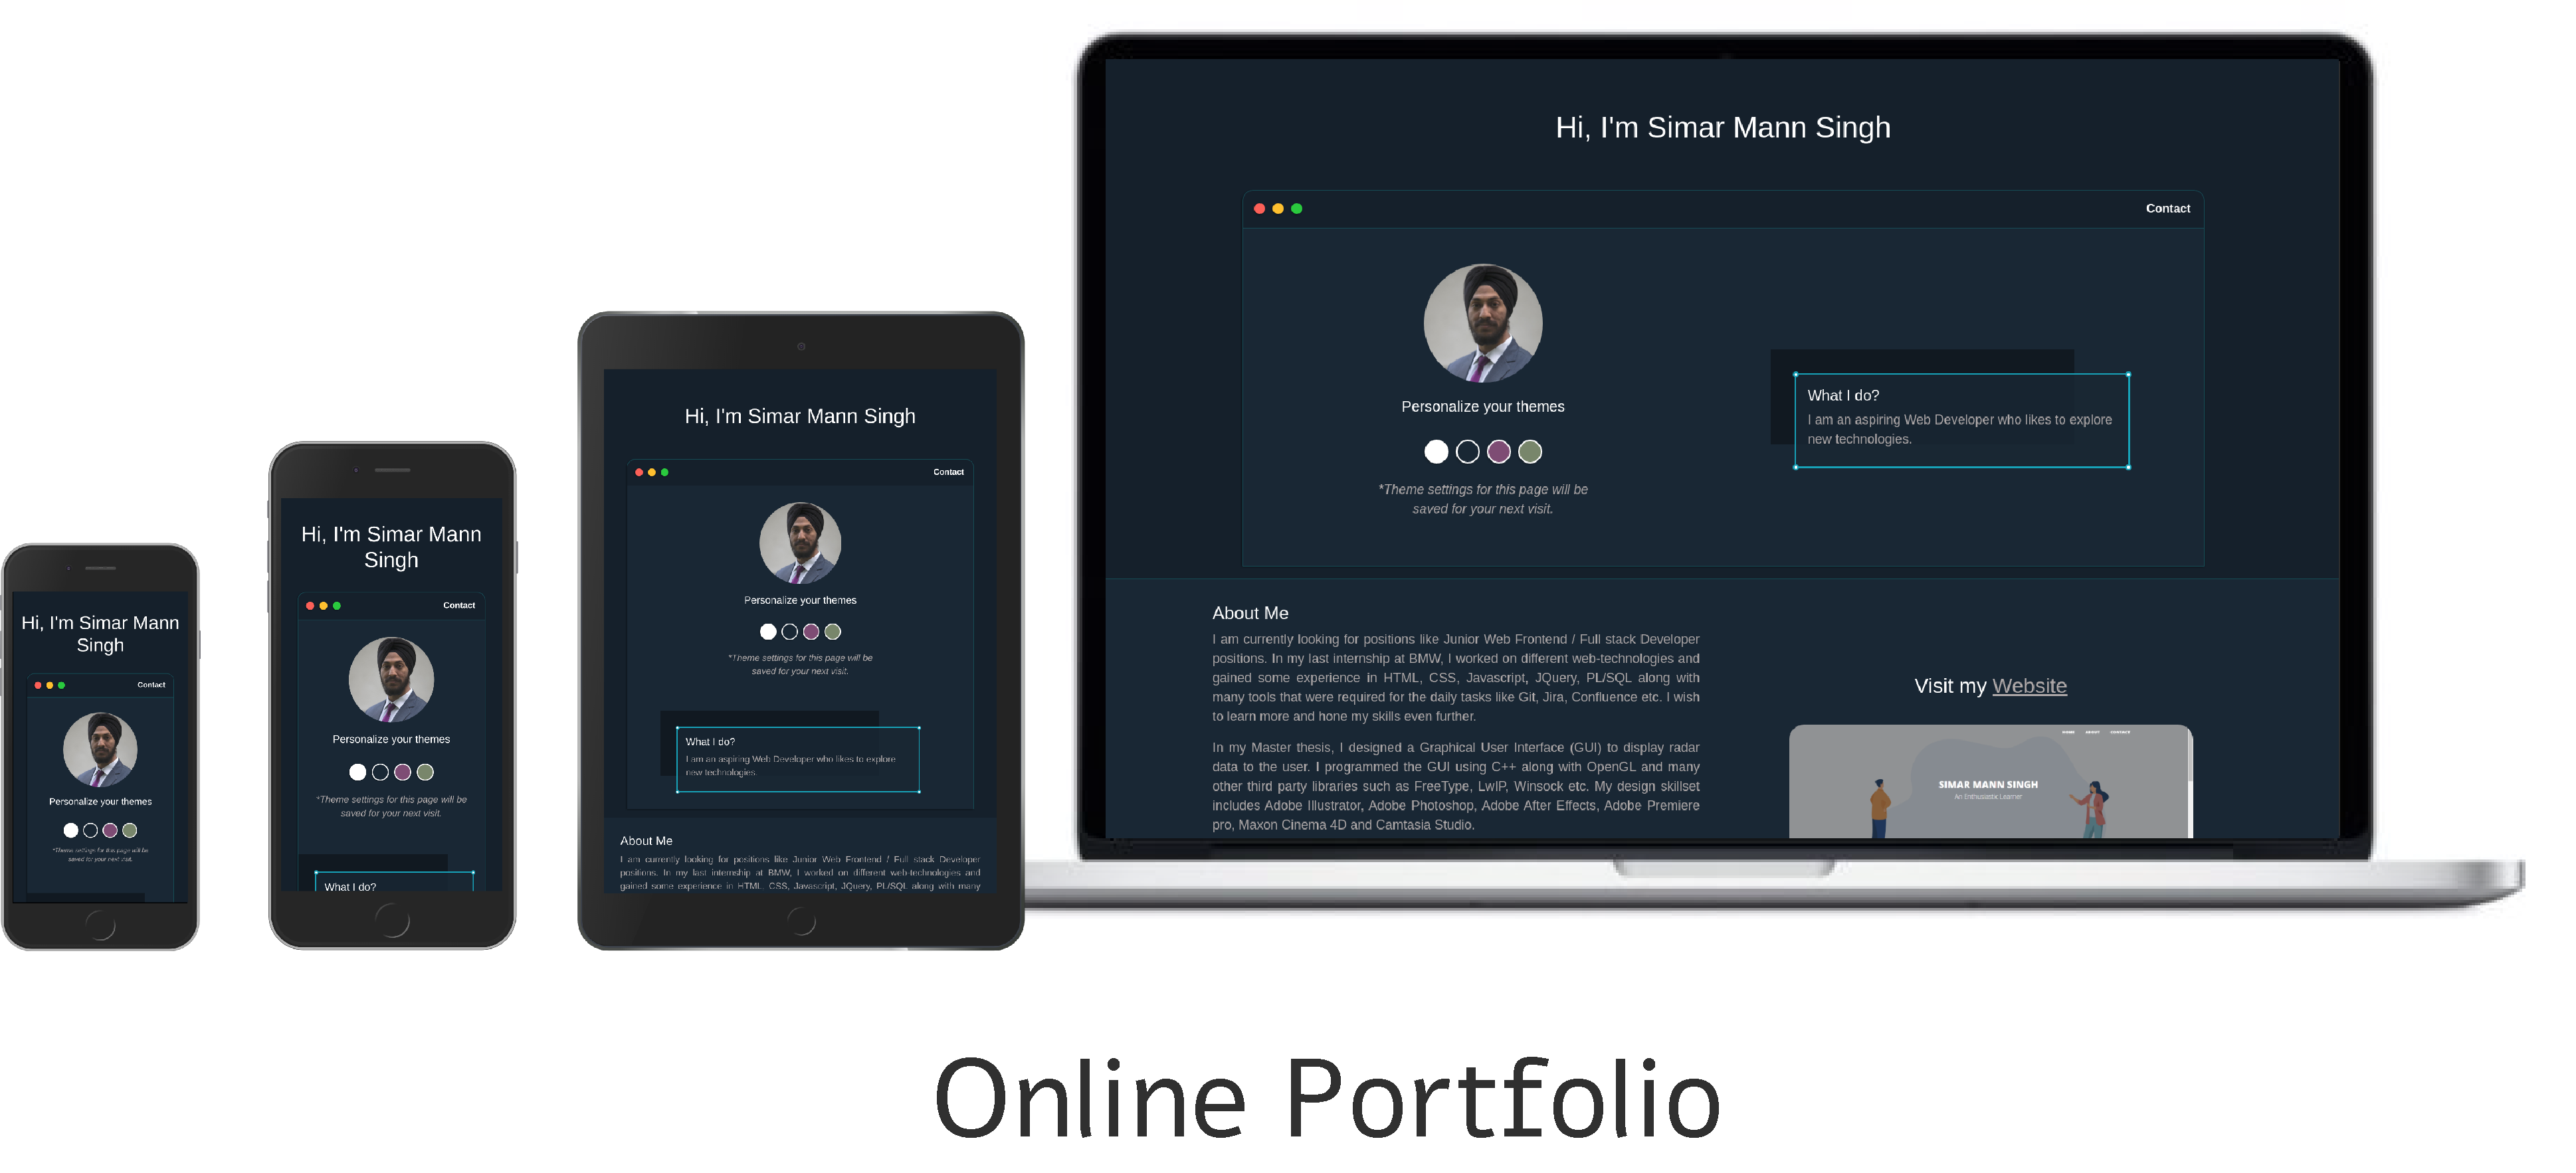 Hi, I'm Simar Mann
Singh
Contact
Personalize your themes
*Theme settings for this page will be
saved for your next visit.
Hi, I'm Simar Mann
Singh
Contact
Personalize your themes
*Theme settings for this page will be
saved for your next visit.
What I do?
Hi, I'm Simar Mann Singh
Contact
Personalize your themes
*Theme settings for this page will be
saved for your next visit.
What I do?
I am an aspiring Web Developer who likes to explore
new technologies.
About Me
I am currently looking for positions like Junior Web Frontend / Full stack Developer
positions. In my last internship at BMW, I worked on different web-technologies and
gained some experience in HTML, CSS, Javascript, JQuery, PL/SQL along with many
Hi, I'm Simar Mann Singh
Contact
Personalize your themes
*Theme settings for this page will be
saved for your next visit.
What I do?
I am an aspiring Web Developer who likes to explore
new technologies.
About Me
I am currently looking for positions like Junior Web Frontend / Full stack Developer
positions. In my last internship at BMW, I worked on different web-technologies and
gained some experience in HTML, CSS, Javascript, JQuery, PL/SQL along with
many tools that were required for the daily tasks like Git, Jira, Confluence etc. I wish
to learn more and hone my skills even further.
In my Master thesis, I designed a Graphical User Interface (GUI) to display radar
data to the user. I programmed the GUI using C++ along with OpenGL and many
other third party libraries such as FreeType, LwIP, Winsock etc. My design skillset
includes Adobe Illustrator, Adobe Photoshop, Adobe After Effects, Adobe Premiere
pro, Maxon Cinema 4D and Camtasia Studio.
Visit my Website
HOME ABOUT CONTACT
SIMAR MANN SINGH
An Enthusiastic Learner
Online Portfolio